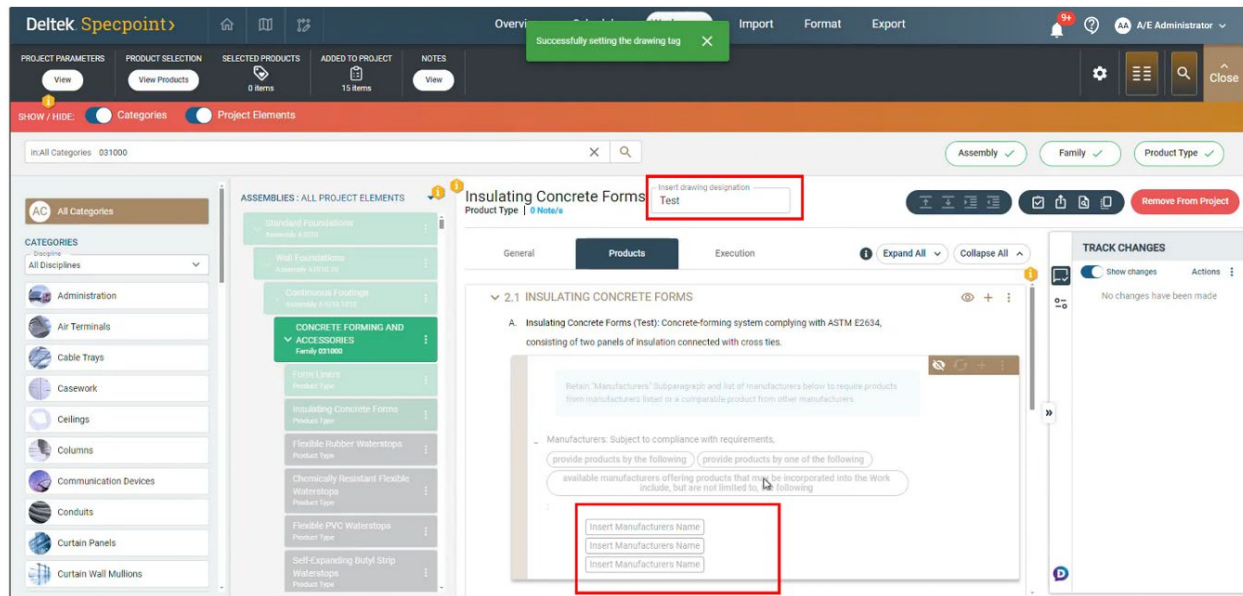 Deltek. Specpoint>
Import Format Export
9+
AA A/E Administrator
Successfully setting the drawing tag
PROJECT PARAMETERS PRODUCT SELECTION SELECTED PRODUCTS ADDED TO PROJECT NOTES
View View Products 0 items 15 items View
Close
SHOW / HIDE: Categories Project Elements
in:All Categories 031000
Assembly Family Product Type
AC All Categories
CATEGORIES
Discipline
All Disciplines
Administration
Air Terminals
Cable Trays
Casework
Ceilings
Columns
Communication Devices
Conduits
Curtain Panels
Curtain Wall Mullions
ASSEMBLIES : ALL PROJECT ELEMENTS
Standard Foundations
Wall Foundations
Continuous Footings
CONCRETE FORMING AND
ACCESSORIES
Family 031000
Form Liners
Product Type
Insulating Concrete Forms
Product Type
Flexible Rubber Waterstops
Product Type
Chemically Resistant Flexible
Waterstops
Product Type
Flexible PVC Waterstops
Product Type
Self-Expanding Butyl Strip
Waterstops
Product Type
Insulating Concrete Forms
Product Type | 0 Note/s
Insert drawing designation
Test
Remove From Project
General Products Execution
Expand All Collapse All
2.1 INSULATING CONCRETE FORMS
A. Insulating Concrete Forms (Test): Concrete-forming system complying with ASTM E2634,
consisting of two panels of insulation connected with cross ties.
Retain "Manufacturers" Subparagraph and list of manufacturers below to require products
from manufacturers listed or a comparable product from other manufacturers.
Manufacturers: Subject to compliance with requirements,
provide products by the following provide products by one of the following
available manufacturers offering products that may be incorporated into the Work
include, but are not limited to, the following
:
Insert Manufacturers Name
Insert Manufacturers Name
Insert Manufacturers Name
TRACK CHANGES
Show changes Actions
No changes have been made